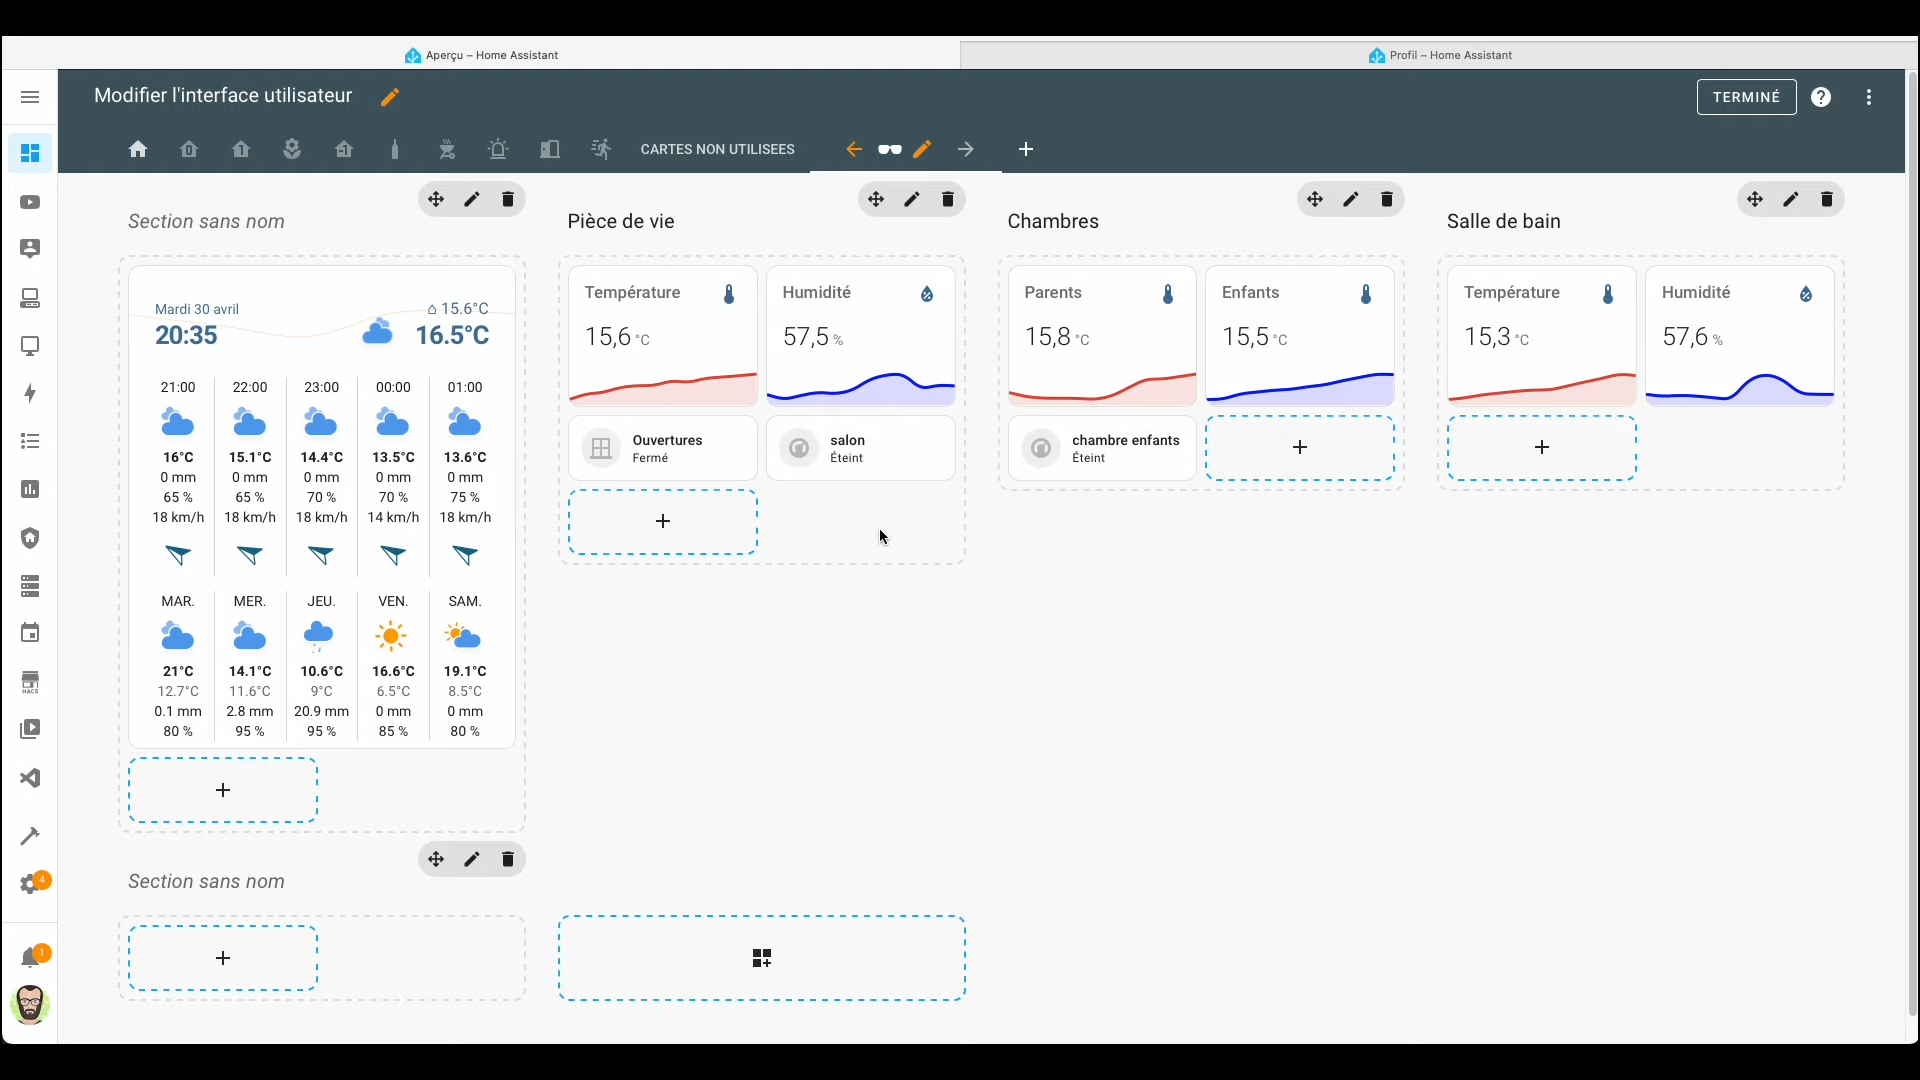 Aperçu – Home Assistant
Profil – Home Assistant
Modifier l'interface utilisateur
TERMINÉ
CARTES NON UTILISEES
Section sans nom
Mardi 30 avril
15.6°C
20:35
16.5°C
21:00 22:00 23:00 00:00 01:00
16°C 15.1°C 14.4°C 13.5°C 13.6°C
0 mm 0 mm 0 mm 0 mm 0 mm
65 % 65 % 70 % 70 % 75 %
18 km/h 18 km/h 18 km/h 14 km/h 18 km/h
MAR. MER. JEU. VEN. SAM.
21°C 14.1°C 10.6°C 16.6°C 19.1°C
12.7°C 11.6°C 9°C 6.5°C 8.5°C
0.1 mm 2.8 mm 20.9 mm 0 mm 0 mm
80 % 95 % 95 % 85 % 80 %
Pièce de vie
Température
15,6 °C
Humidité
57,5 %
Ouvertures
Fermé
salon
Éteint
Chambres
Parents
15,8 °C
Enfants
15,5 °C
chambre enfants
Éteint
Salle de bain
Température
15,3 °C
Humidité
57,6 %
Section sans nom
HACS
4
1